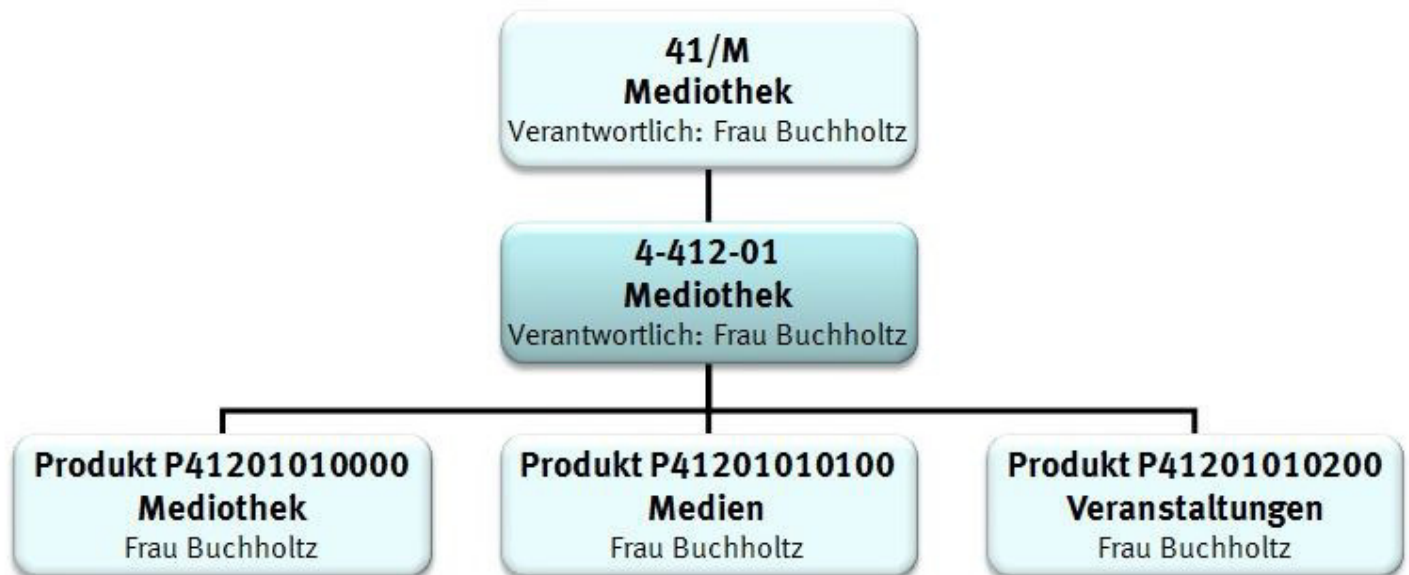 41/M
Mediothek
Verantwortlich: Frau Buchholtz
4-412-01
Mediothek
Verantwortlich: Frau Buchholtz
Produkt P41201010000
Mediothek
Frau Buchholtz
Produkt P41201010100
Medien
Frau Buchholtz
Produkt P41201010200
Veranstaltungen
Frau Buchholtz